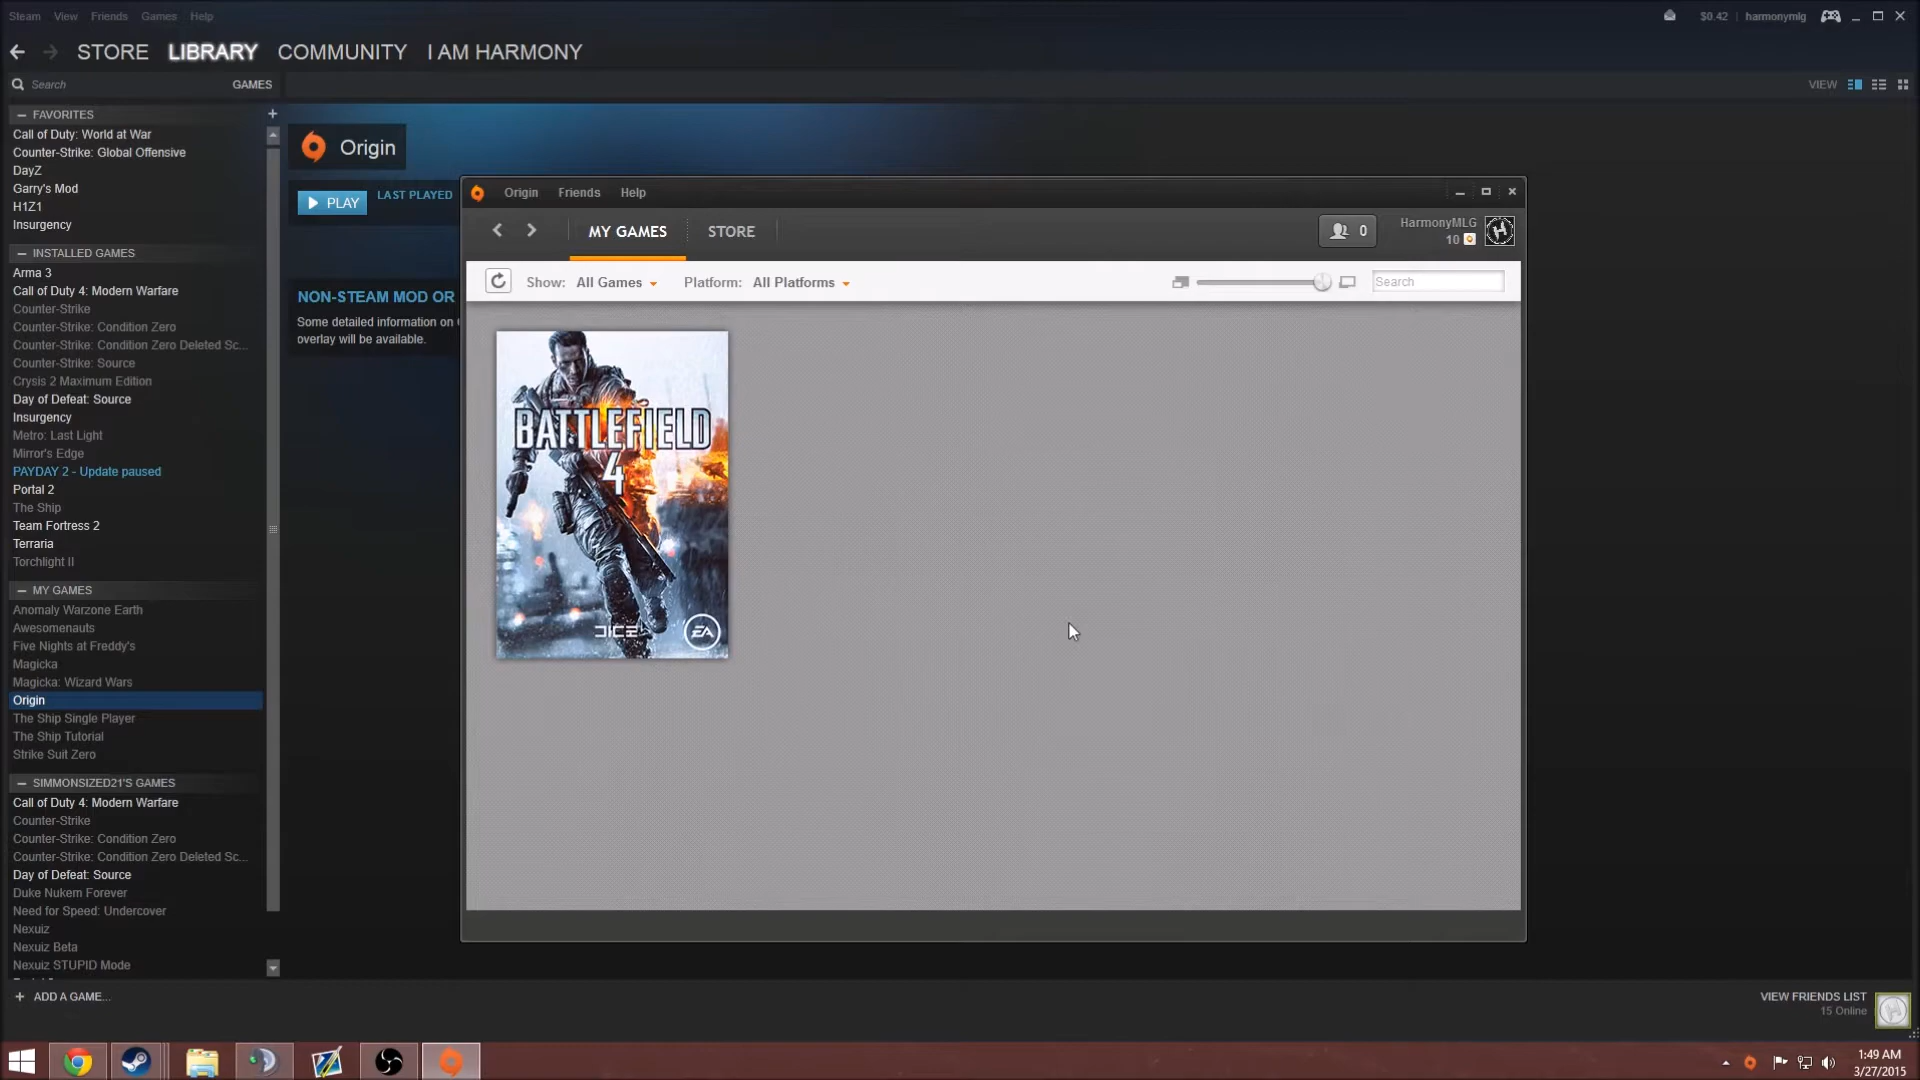 Steam View Friends Games Help
$0.42 harmonymlg
STORE LIBRARY COMMUNITY I AM HARMONY
Search GAMES
VIEW
FAVORITES
Call of Duty: World at War
Counter-Strike: Global Offensive
DayZ
Garry's Mod
H1Z1
Insurgency
INSTALLED GAMES
Arma 3
Call of Duty 4: Modern Warfare
Counter-Strike
Counter-Strike: Condition Zero
Counter-Strike: Condition Zero Deleted Sc...
Counter-Strike: Source
Crysis 2 Maximum Edition
Day of Defeat: Source
Insurgency
Metro: Last Light
Mirror's Edge
PAYDAY 2 - Update paused
Portal 2
The Ship
Team Fortress 2
Terraria
Torchlight II
MY GAMES
Anomaly Warzone Earth
Awesomenauts
Five Nights at Freddy's
Magicka
Magicka: Wizard Wars
Origin
The Ship Single Player
The Ship Tutorial
Strike Suit Zero
SIMMONSIZED21'S GAMES
Call of Duty 4: Modern Warfare
Counter-Strike
Counter-Strike: Condition Zero
Counter-Strike: Condition Zero Deleted Sc...
Day of Defeat: Source
Duke Nukem Forever
Need for Speed: Undercover
Nexuiz
Nexuiz Beta
Nexuiz STUPID Mode
+ ADD A GAME...
Origin
PLAY LAST PLAYED
NON-STEAM MOD OR
Some detailed information on
overlay will be available.
Origin Friends Help
MY GAMES STORE
0
HarmonyMLG
10
Show: All Games Platform: All Platforms
Search
BATTLEFIELD
4
DICE EA
VIEW FRIENDS LIST
15 Online
1:49 AM
3/27/2015